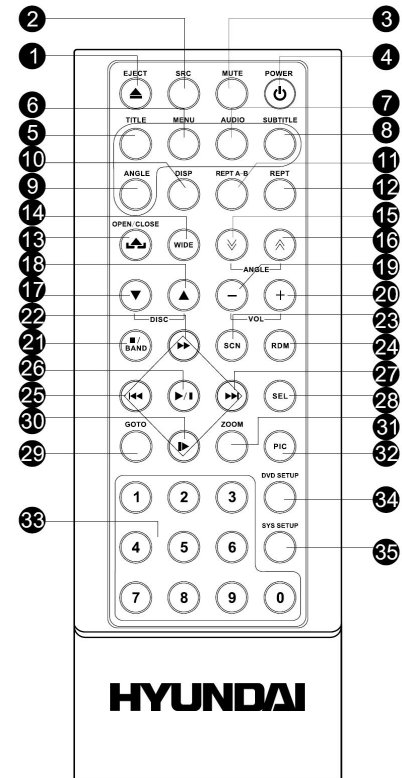 2 3
1 4
EJECT SRC MUTE POWER
6 7
5 8
TITLE MENU AUDIO SUBTITLE
10 11
9 12
ANGLE DISP REPT A-B REPT
14 15
OPEN/CLOSE
13 16
WIDE
18 ANGLE 19
17 20
− +
22 DISC VOL 23
21 24
■/BAND SCN RDM
26 27
25 28
SEL
30 31
GOTO ZOOM
29 PIC 32
DVD SETUP
1 2 3
33 34
SYS SETUP
4 5 6
35
7 8 9 0
HYUNDAI